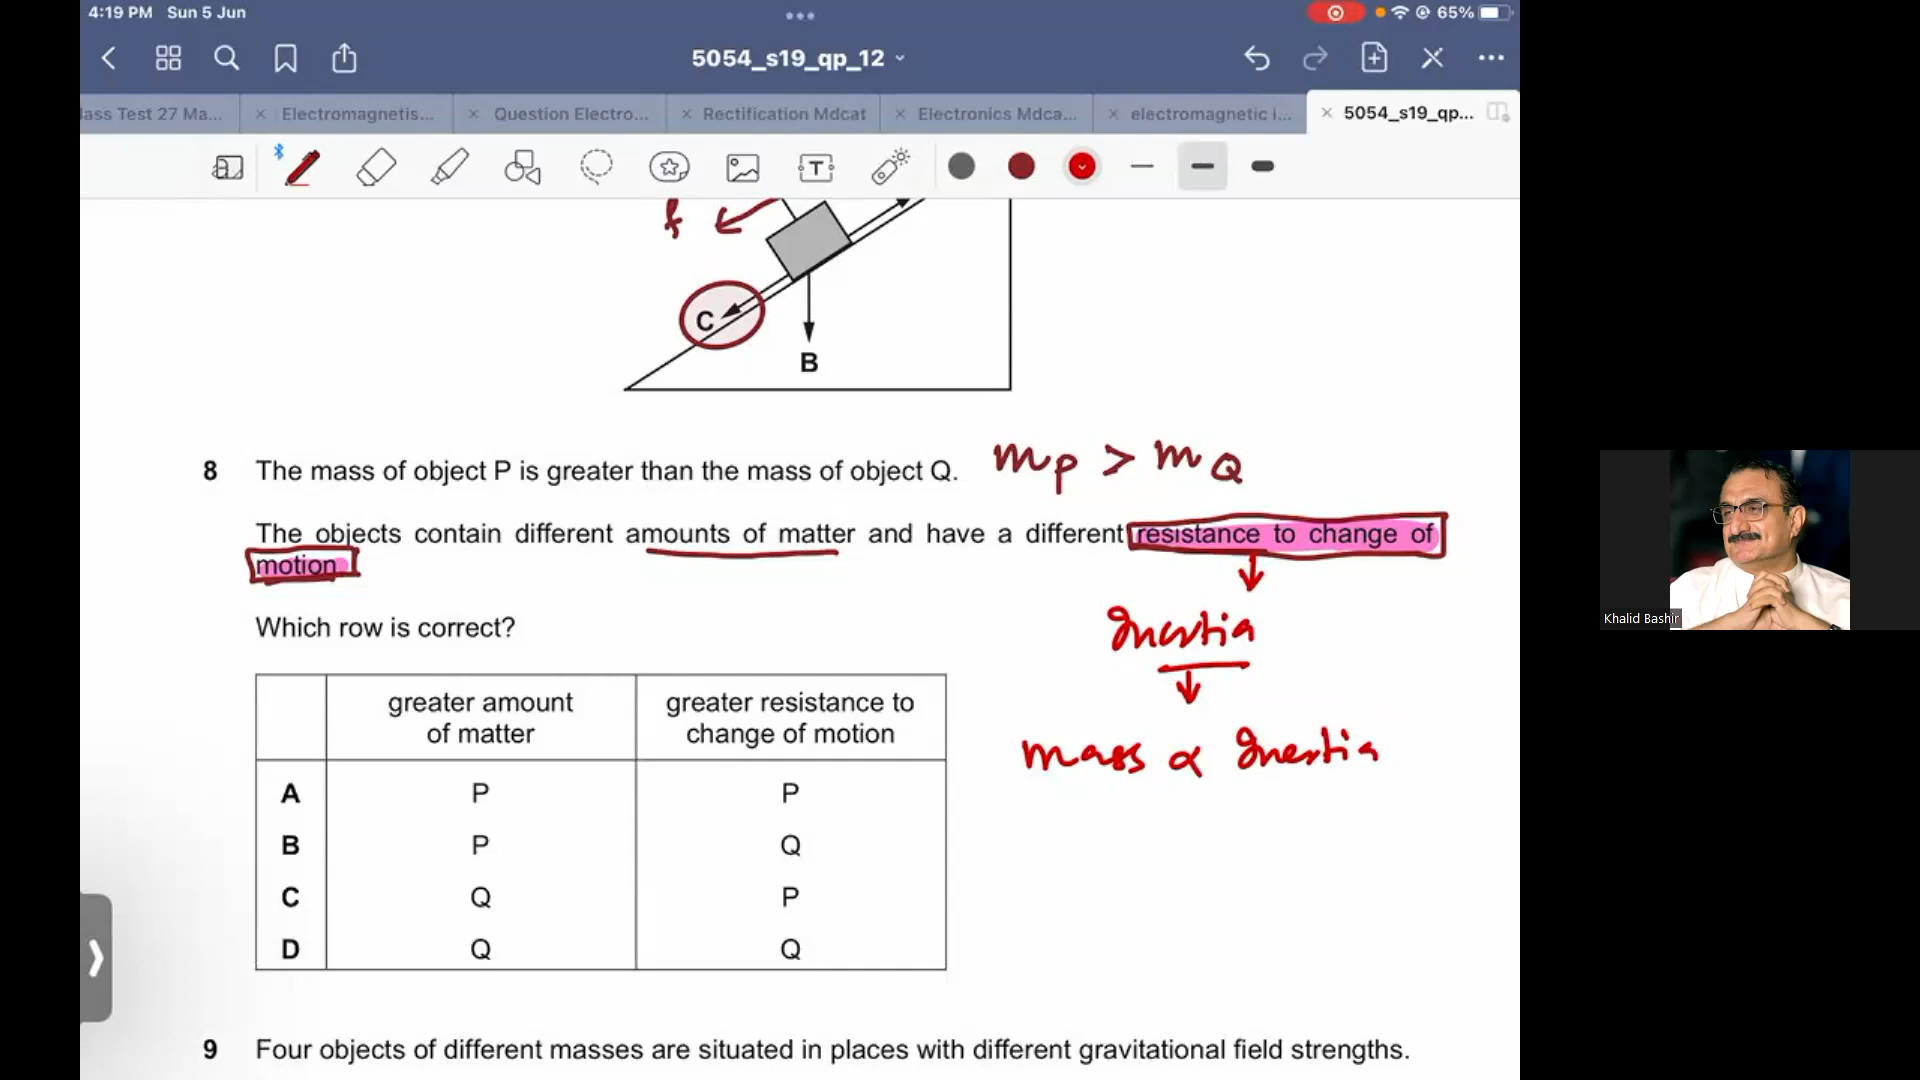 4:19 PM Sun 5 Jun
65%
5054_s19_qp_12
lass Test 27 Ma...
Electromagnetis...
Question Electro...
Rectification Mdcat
Electronics Mdca...
electromagnetic i...
5054_s19_qp...
f
C
B
8 The mass of object P is greater than the mass of object Q. mP > mQ
The objects contain different amounts of matter and have a different resistance to change of
motion
Inertia
Which row is correct?
greater amount of matter
greater resistance to change of motion
mass ∝ Inertia
A P P
B P Q
C Q P
D Q Q
9 Four objects of different masses are situated in places with different gravitational field strengths.
Khalid Bashir